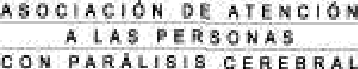 ASOCIACIÓN DE ATENCIÓN
A LAS PERSONAS
CON PARÁLISIS CEREBRAL